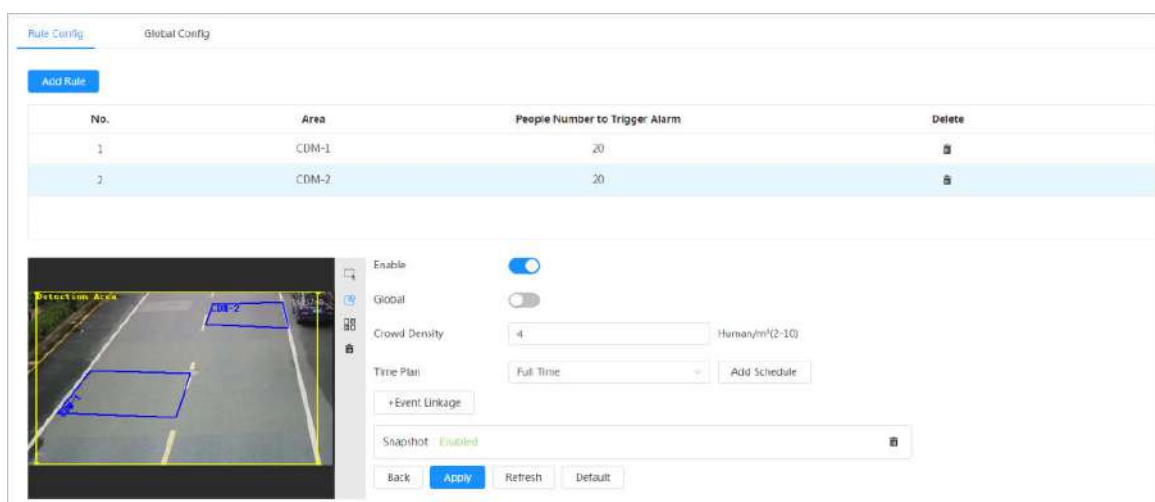 Rule Config Global Config
Add Rule
No. Area People Number to Trigger Alarm Delete
1 CDM-1 20
2 CDM-2 20
Enable
Detection Area
CDM-2
Global
Crowd Density 4 Human/m²(2-10)
Time Plan Full Time Add Schedule
+Event Linkage
Snapshot Enabled
Back Apply Refresh Default